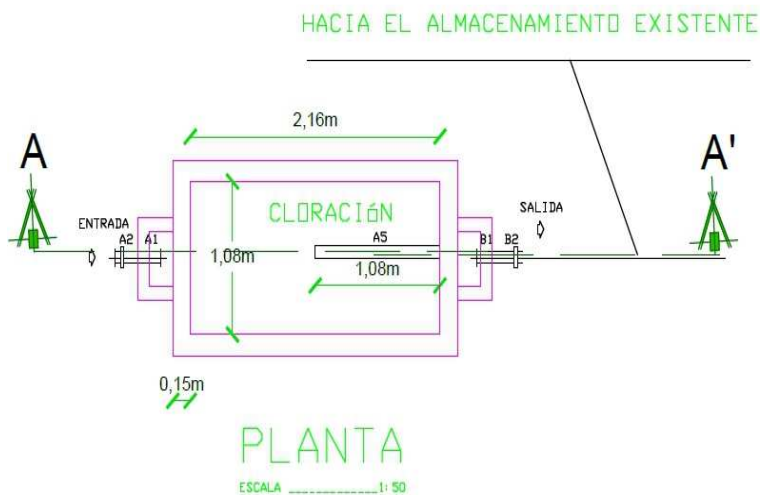 HACIA EL ALMACENAMIENTO EXISTENTE
2,16m
A
A'
CLORACIÓN
SALIDA
ENTRADA
A2 A1
A5
B1 B2
1,08m
1,08m
0,15m
PLANTA
ESCALA _____________1:50